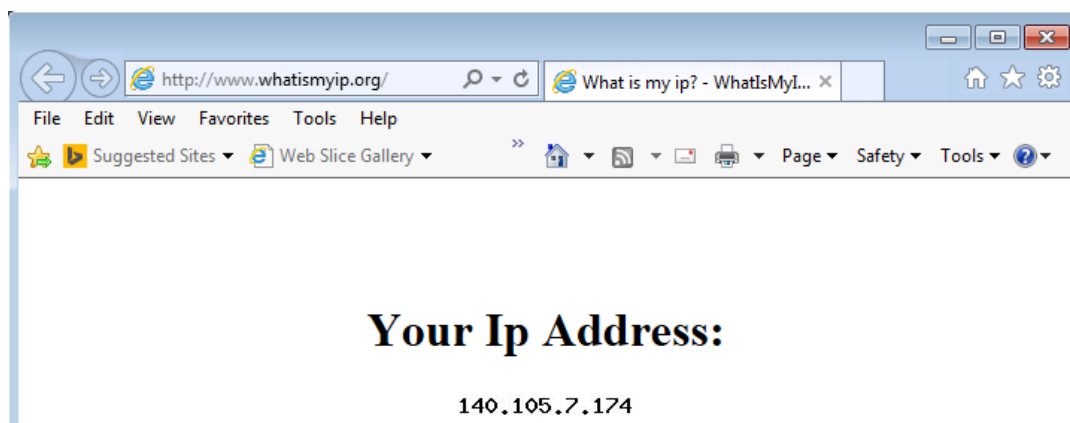 http://www.whatismyip.org/ What is my ip? - WhatIsMyI...
File Edit View Favorites Tools Help
Suggested Sites Web Slice Gallery » Page Safety Tools
Your Ip Address:
140.105.7.174